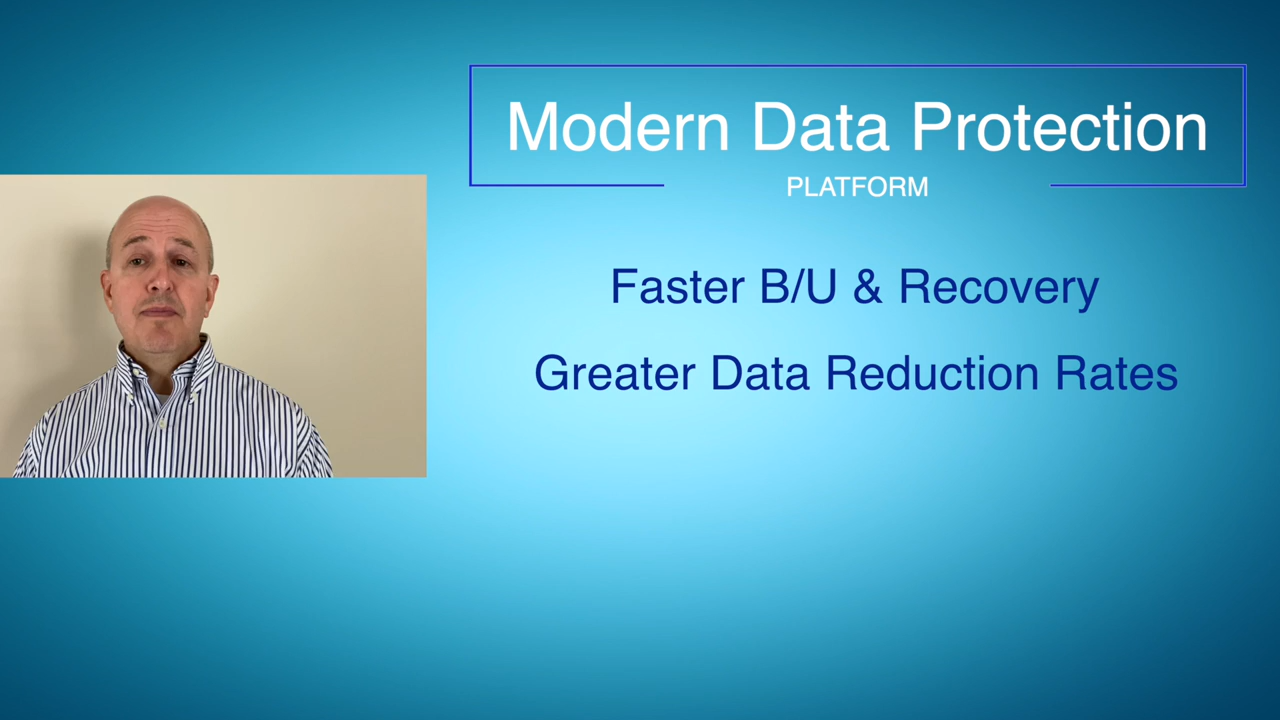 Modern Data Protection
PLATFORM
Faster B/U & Recovery
Greater Data Reduction Rates